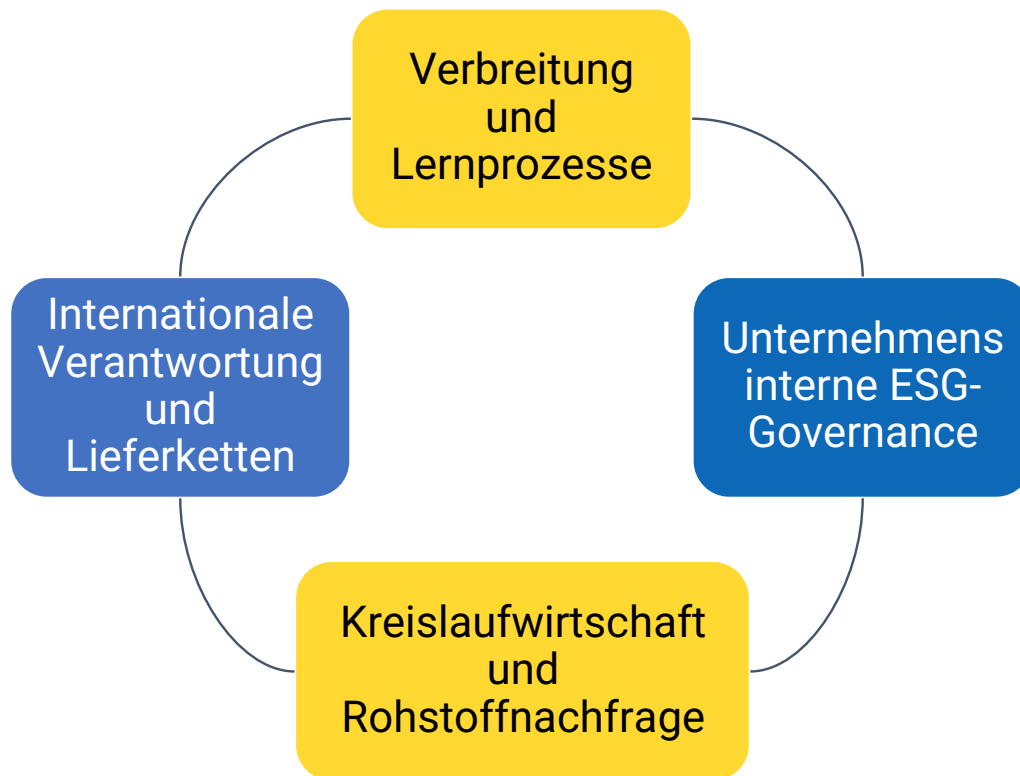 Verbreitung
und
Lernprozesse
Internationale
Verantwortung
und
Lieferketten
Unternehmens
interne ESG-
Governance
Kreislaufwirtschaft
und
Rohstoffnachfrage